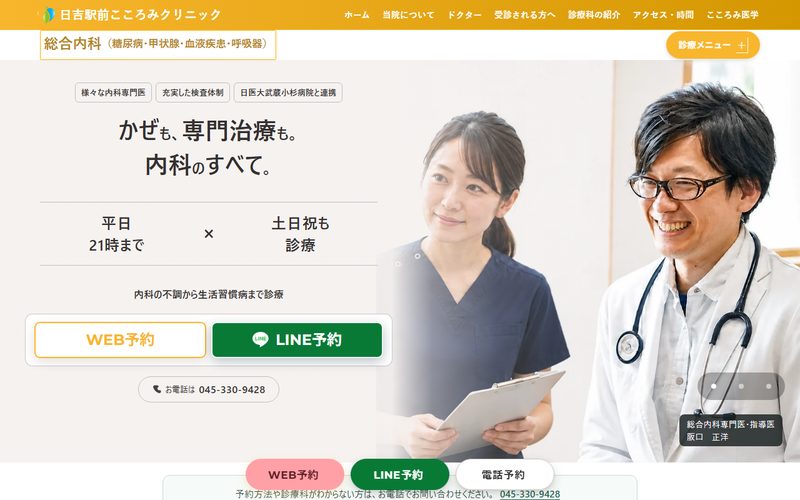 日吉駅前こころみクリニック
ホーム 当院について ドクター 受診される方へ 診療科の紹介 アクセス・時間 こころみ医学
総合内科（糖尿病・甲状腺・血液疾患・呼吸器）
診療メニュー
様々な内科専門医 充実した検査体制 日医大武蔵小杉病院と連携
かぜも、専門治療も。
内科のすべて。
平日
21時まで
×
土日祝も
診療
内科の不調から生活習慣病まで診療
WEB予約
LINE LINE予約
お電話は 045-330-9428
総合内科専門医・指導医
阪口 正洋
WEB予約 LINE予約 電話予約
予約方法や診療科がわからない方は、お電話でお問い合わせください。 045-330-9428